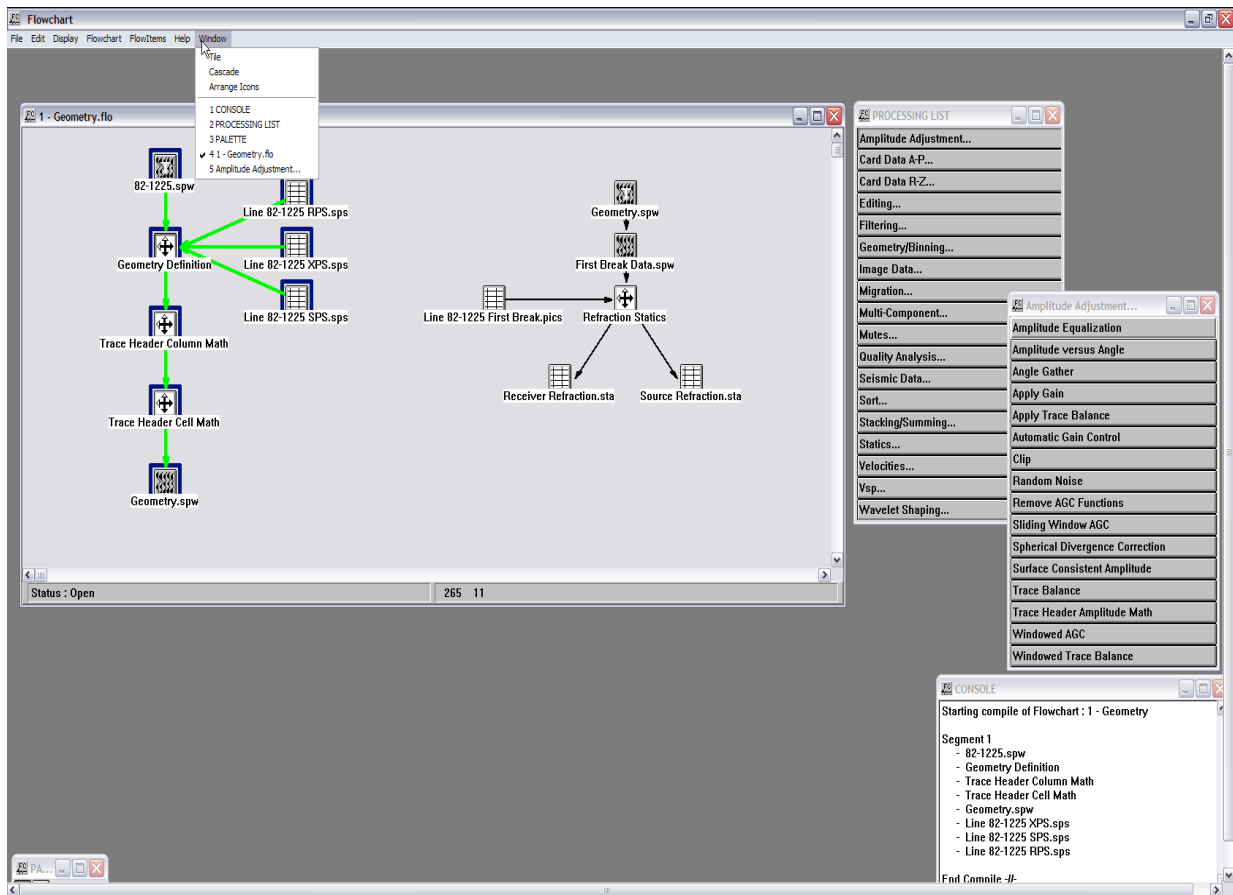 Flowchart
File Edit Display Flowchart FlowItems Help Window
Tile
Cascade
Arrange Icons
1 CONSOLE
2 PROCESSING LIST
3 PALETTE
4 1 - Geometry.flo
5 Amplitude Adjustment...
1 - Geometry.flo
82-1225.spw
Line 82-1225 RPS.sps
Geometry Definition
Line 82-1225 XPS.sps
Line 82-1225 SPS.sps
Trace Header Column Math
Trace Header Cell Math
Geometry.spw
Geometry.spw
First Break Data.spw
Line 82-1225 First Break.pics
Refraction Statics
Receiver Refraction.sta
Source Refraction.sta
Status : Open
265 11
PROCESSING LIST
Amplitude Adjustment...
Card Data A-P...
Card Data R-Z...
Editing...
Filtering...
Geometry/Binning...
Image Data...
Migration...
Multi-Component...
Mutes...
Quality Analysis...
Seismic Data...
Sort...
Stacking/Summing...
Statics...
Velocities...
Vsp...
Wavelet Shaping...
Amplitude Adjustment...
Amplitude Equalization
Amplitude versus Angle
Angle Gather
Apply Gain
Apply Trace Balance
Automatic Gain Control
Clip
Random Noise
Remove AGC Functions
Sliding Window AGC
Spherical Divergence Correction
Surface Consistent Amplitude
Trace Balance
Trace Header Amplitude Math
Windowed AGC
Windowed Trace Balance
CONSOLE
Starting compile of Flowchart : 1 - Geometry
Segment 1
- 82-1225.spw
- Geometry Definition
- Trace Header Column Math
- Trace Header Cell Math
- Geometry.spw
- Line 82-1225 XPS.sps
- Line 82-1225 SPS.sps
- Line 82-1225 RPS.sps
End Compile -//-
PA...